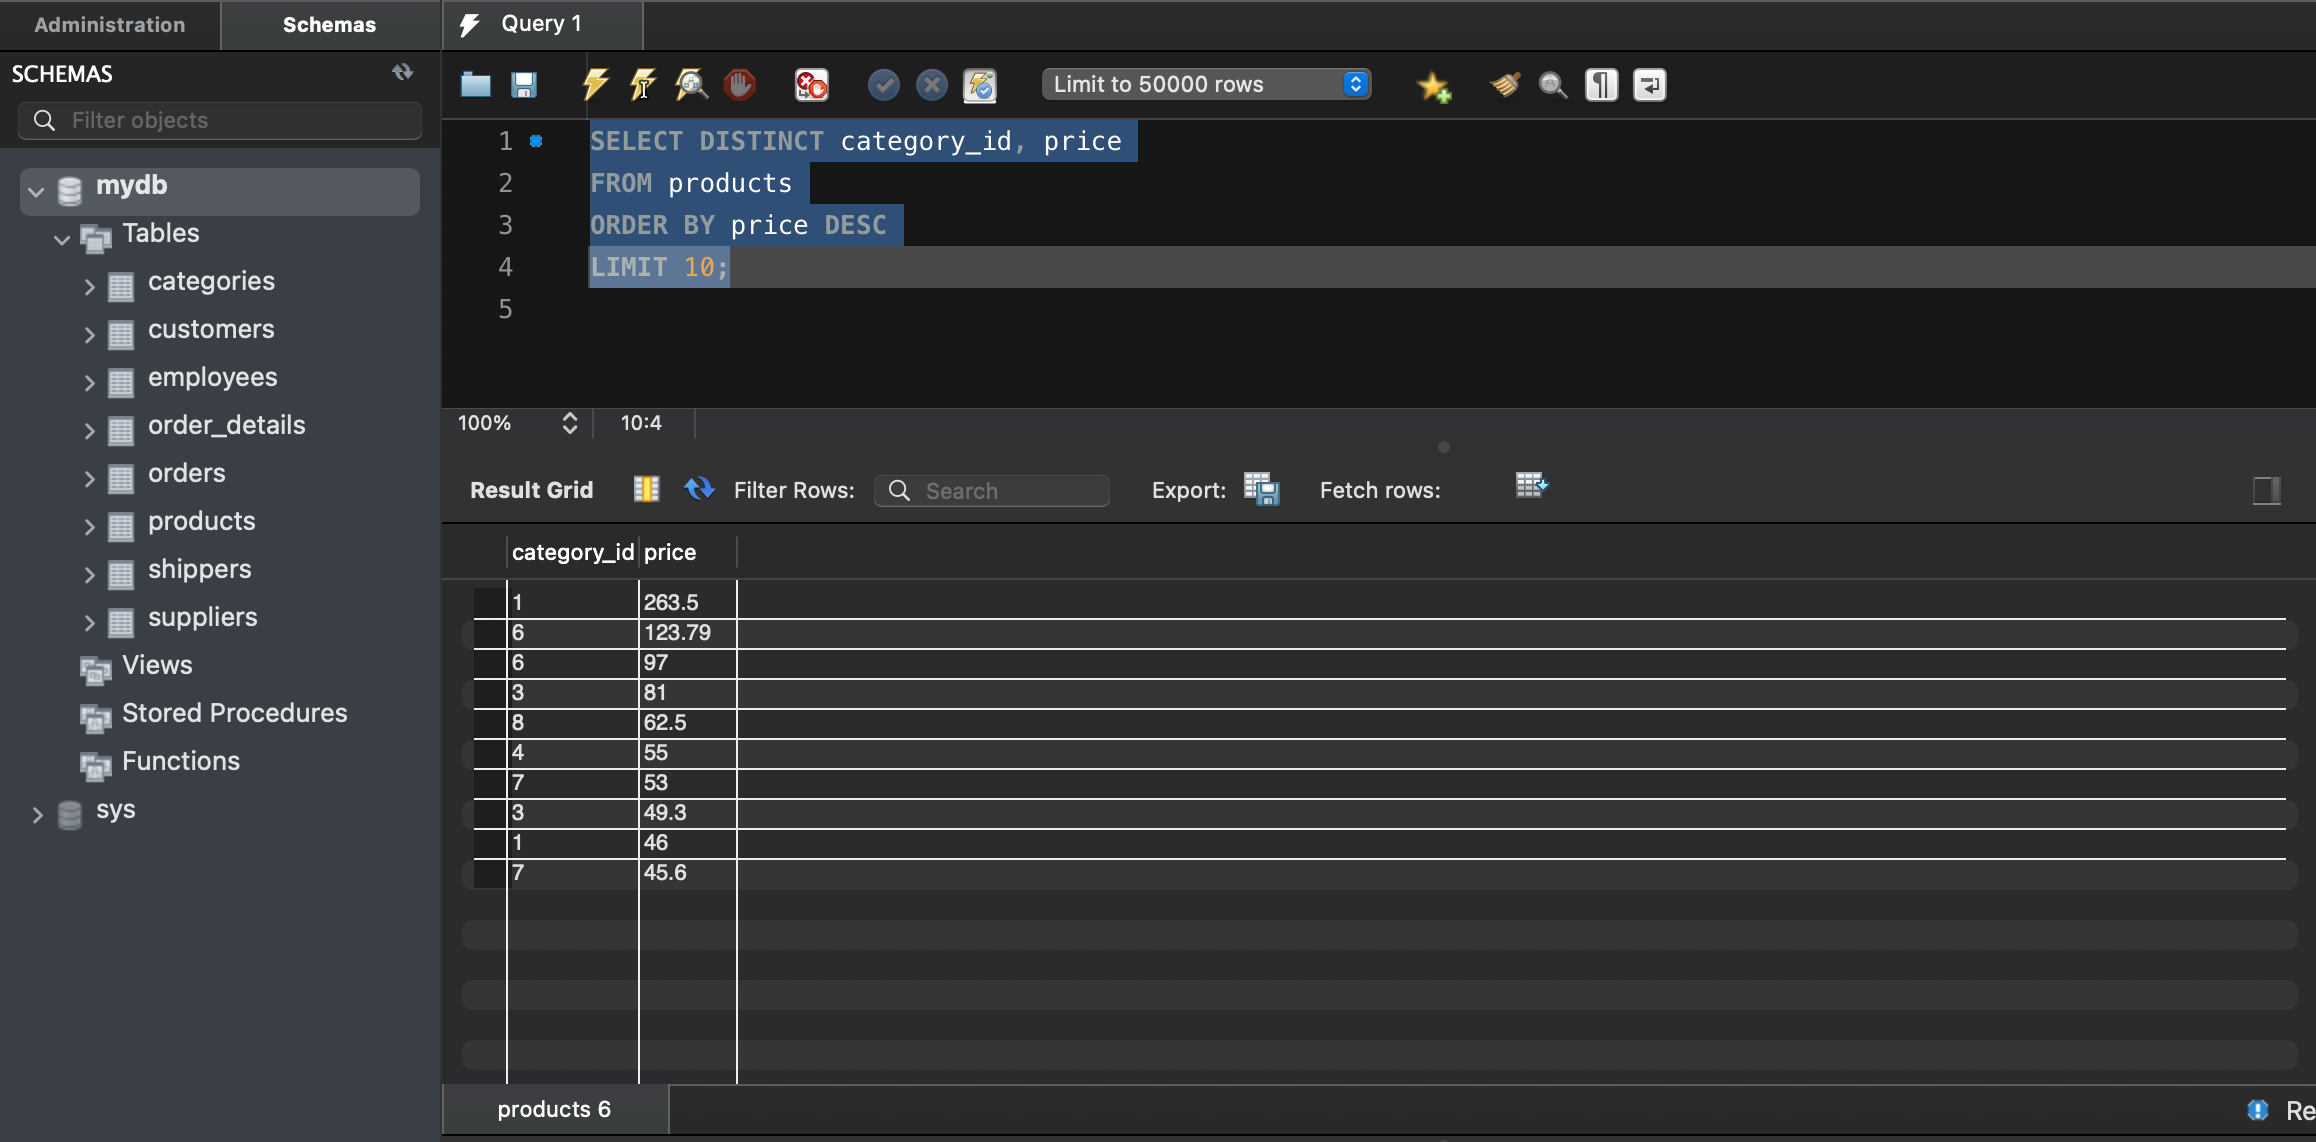 Administration
Schemas
Query 1
SCHEMAS
Filter objects
Limit to 50000 rows
mydb
Tables
categories
customers
employees
order_details
orders
products
shippers
suppliers
Views
Stored Procedures
Functions
sys
1 SELECT DISTINCT category_id, price
2 FROM products
3 ORDER BY price DESC
4 LIMIT 10;
5
100% 10:4
Result Grid Filter Rows: Search Export: Fetch rows:
category_id price
1 263.5
6 123.79
6 97
3 81
8 62.5
4 55
7 53
3 49.3
1 46
7 45.6
products 6
Re